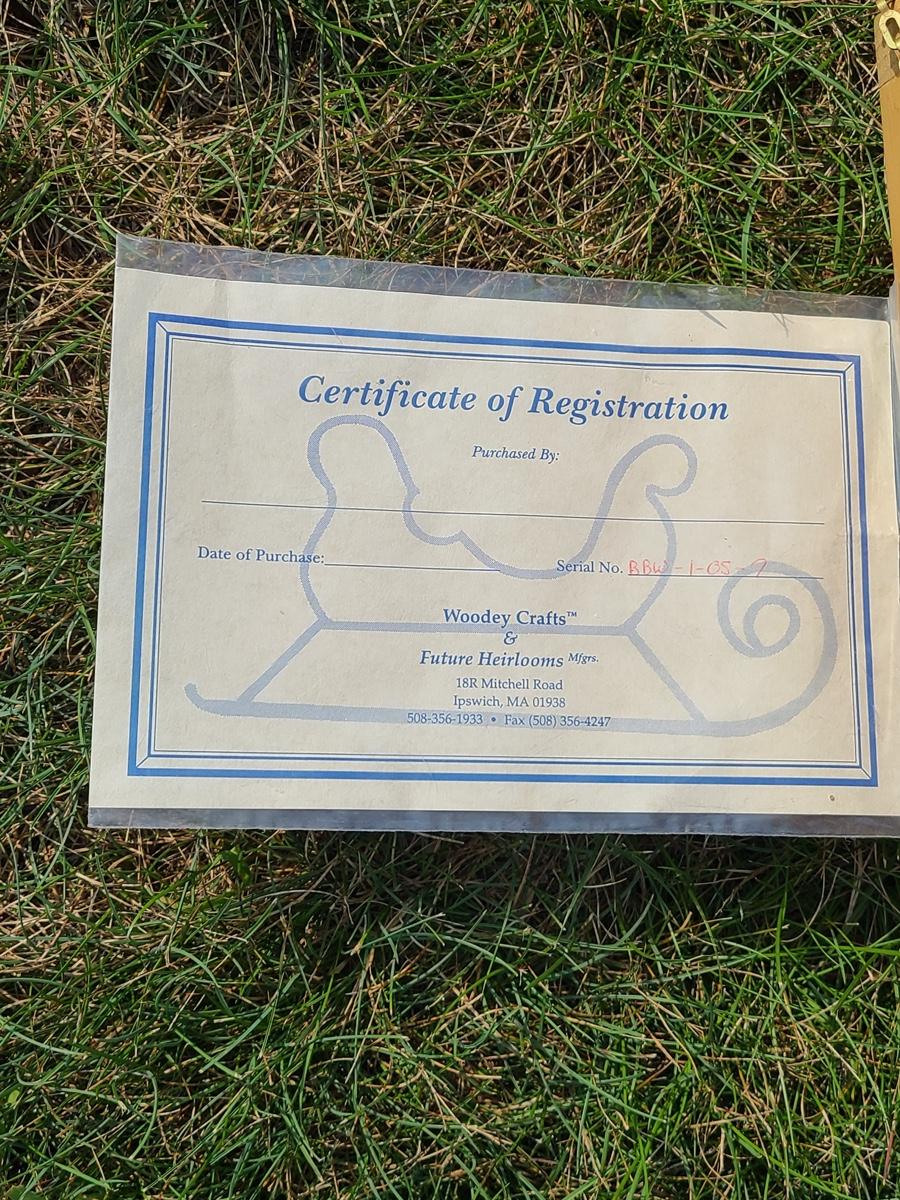 Certificate of Registration
Purchased By:
Date of Purchase: Serial No. BBW-1-05-9
Woodey Crafts™
&
Future Heirlooms Mfgrs.
18R Mitchell Road
Ipswich, MA 01938
508-356-1933 • Fax (508) 356-4247